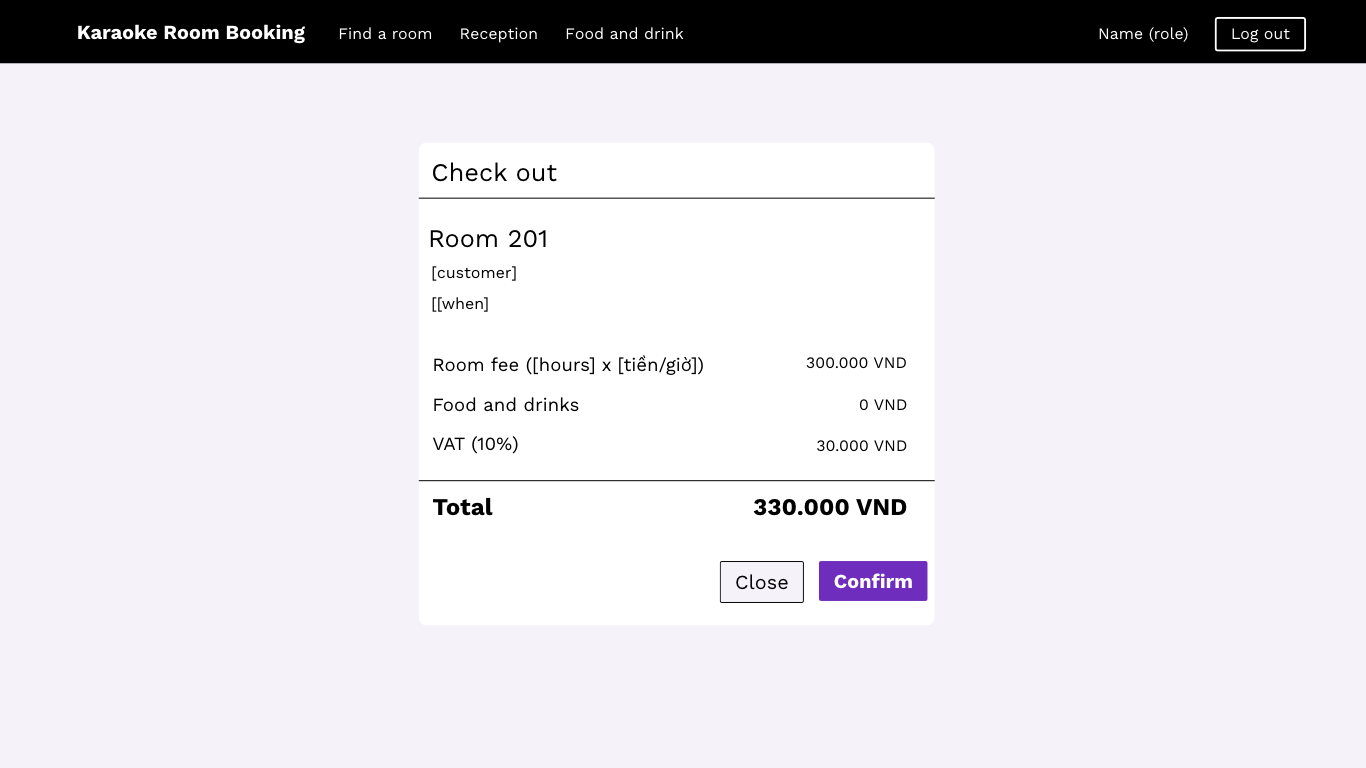 Karaoke Room Booking Find a room Reception Food and drink Name (role) Log out
Check out
Room 201
[customer]
[[when]
Room fee ([hours] x [tiền/giờ]) 300.000 VND
Food and drinks 0 VND
VAT (10%) 30.000 VND
Total 330.000 VND
Close Confirm